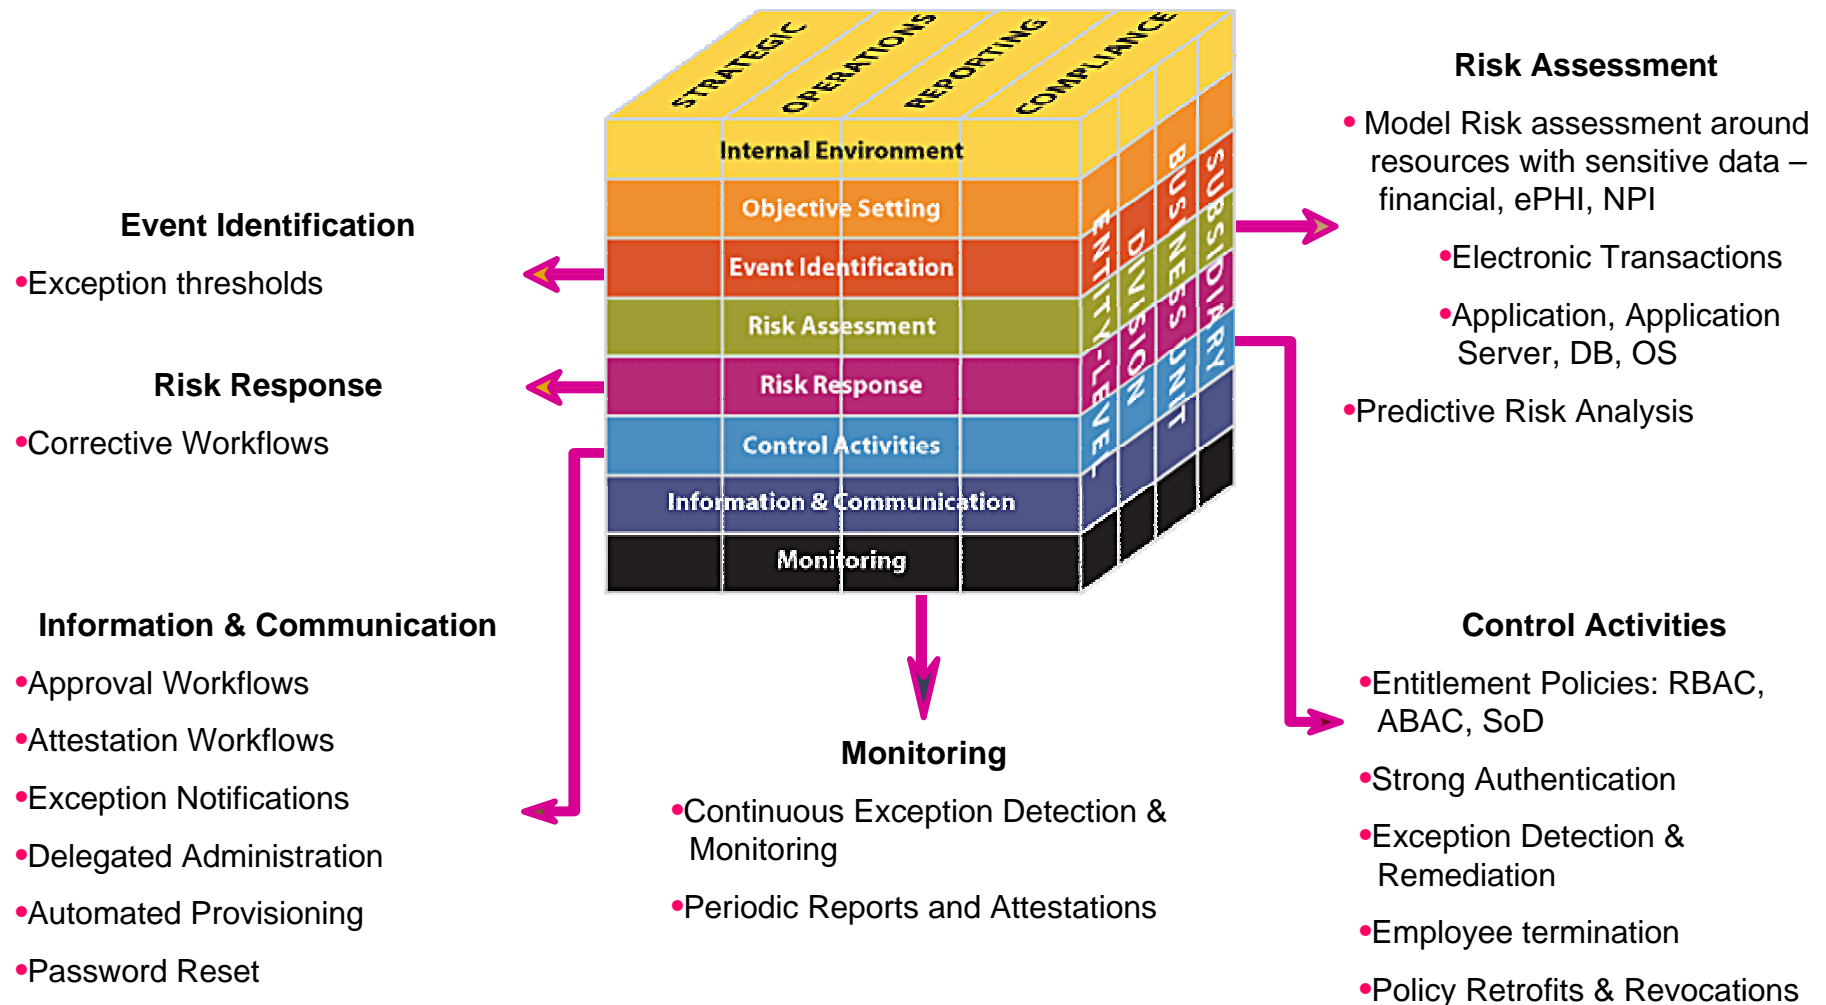 STRATEGIC
OPERATIONS
REPORTING
COMPLIANCE
Internal Environment
Objective Setting
Event Identification
Risk Assessment
Risk Response
Control Activities
Information & Communication
Monitoring
ENTITY-LEVEL
DIVISION
BUSINESS UNIT
SUBSIDIARY
Event Identification
•Exception thresholds
Risk Response
•Corrective Workflows
Information & Communication
•Approval Workflows
•Attestation Workflows
•Exception Notifications
•Delegated Administration
•Automated Provisioning
•Password Reset
Monitoring
•Continuous Exception Detection &
Monitoring
•Periodic Reports and Attestations
Risk Assessment
• Model Risk assessment around
resources with sensitive data –
financial, ePHI, NPI
•Electronic Transactions
•Application, Application
Server, DB, OS
•Predictive Risk Analysis
Control Activities
•Entitlement Policies: RBAC,
ABAC, SoD
•Strong Authentication
•Exception Detection &
Remediation
•Employee termination
•Policy Retrofits & Revocations